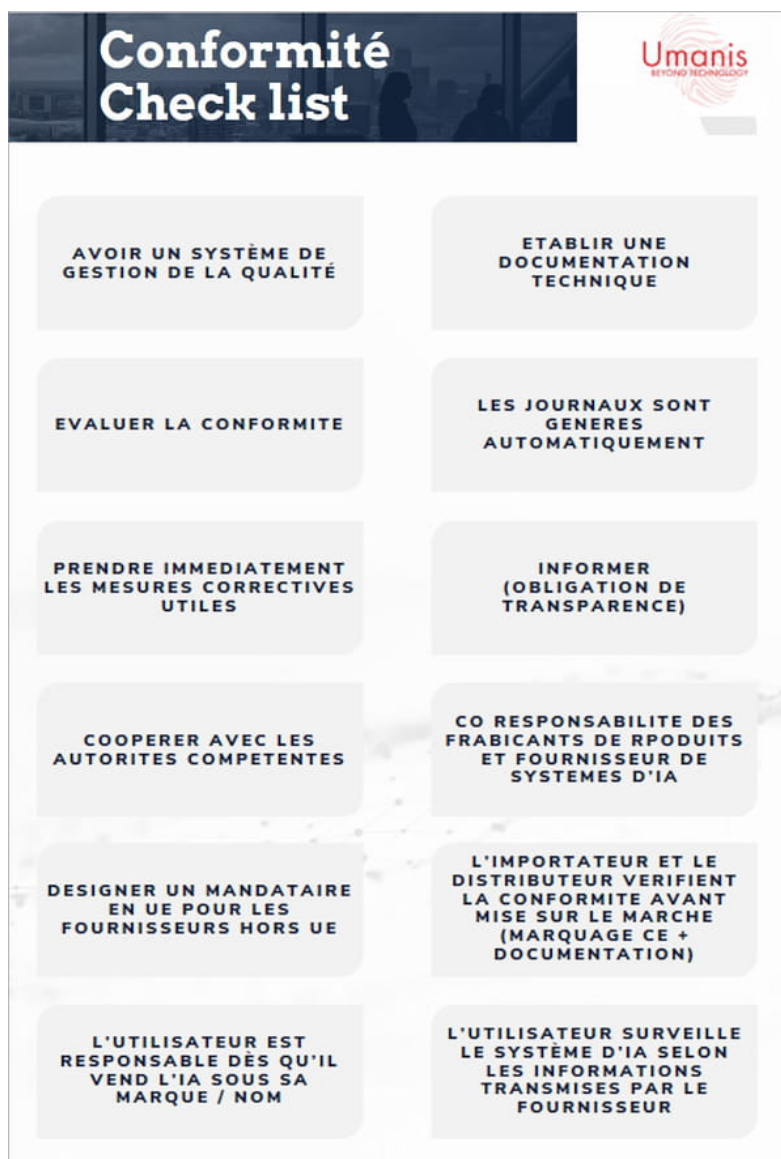 Conformité
Check list
Umanis
BEYOND TECHNOLOGY
AVOIR UN SYSTÈME DE
GESTION DE LA QUALITÉ
ETABLIR UNE
DOCUMENTATION
TECHNIQUE
EVALUER LA CONFORMITE
LES JOURNAUX SONT
GENERES
AUTOMATIQUEMENT
PRENDRE IMMEDIATEMENT
LES MESURES CORRECTIVES
UTILES
INFORMER
(OBLIGATION DE
TRANSPARENCE)
COOPERER AVEC LES
AUTORITES COMPETENTES
CO RESPONSABILITE DES
FRABICANTS DE RPODUITS
ET FOURNISSEUR DE
SYSTEMES D'IA
DESIGNER UN MANDATAIRE
EN UE POUR LES
FOURNISSEURS HORS UE
L'IMPORTATEUR ET LE
DISTRIBUTEUR VERIFIENT
LA CONFORMITE AVANT
MISE SUR LE MARCHE
(MARQUAGE CE +
DOCUMENTATION)
L'UTILISATEUR EST
RESPONSABLE DÈS QU'IL
VEND L'IA SOUS SA
MARQUE / NOM
L'UTILISATEUR SURVEILLE
LE SYSTÈME D'IA SELON
LES INFORMATIONS
TRANSMISES PAR LE
FOURNISSEUR